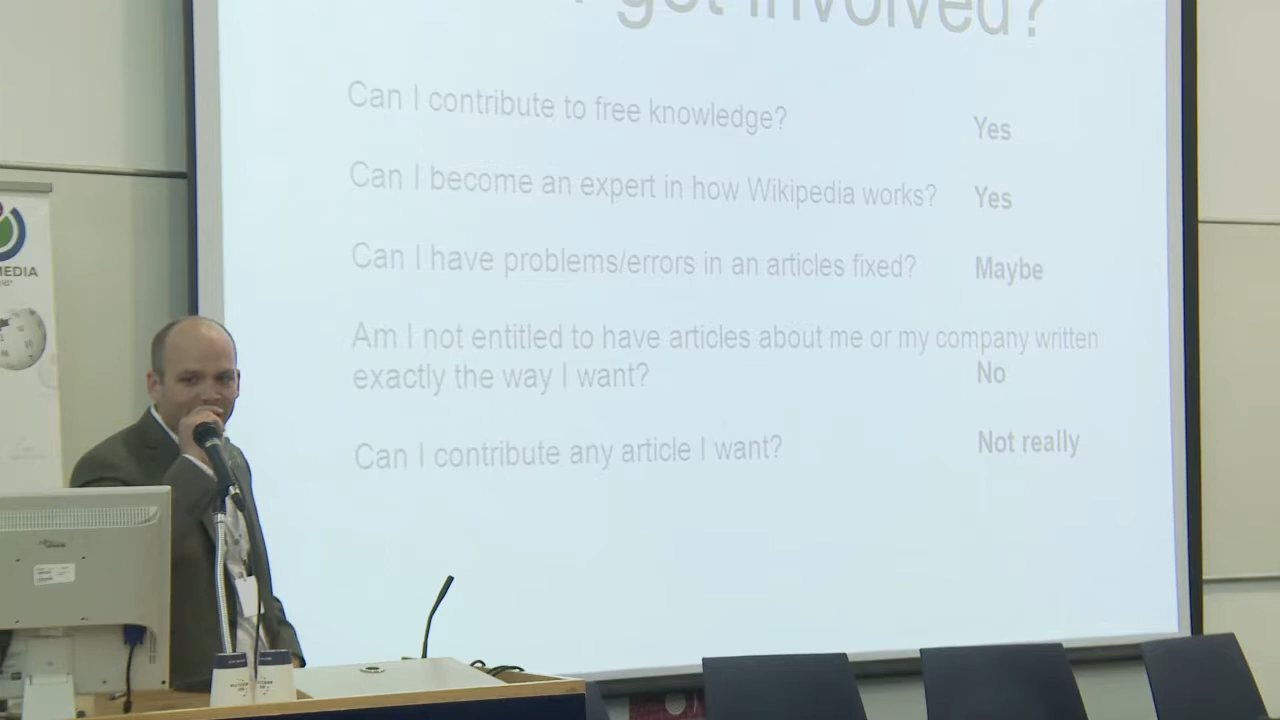 get involved?
Can I contribute to free knowledge? Yes
Can I become an expert in how Wikipedia works? Yes
Can I have problems/errors in an articles fixed? Maybe
Am I not entitled to have articles about me or my company written
exactly the way I want? No
Can I contribute any article I want? Not really
MEDIA